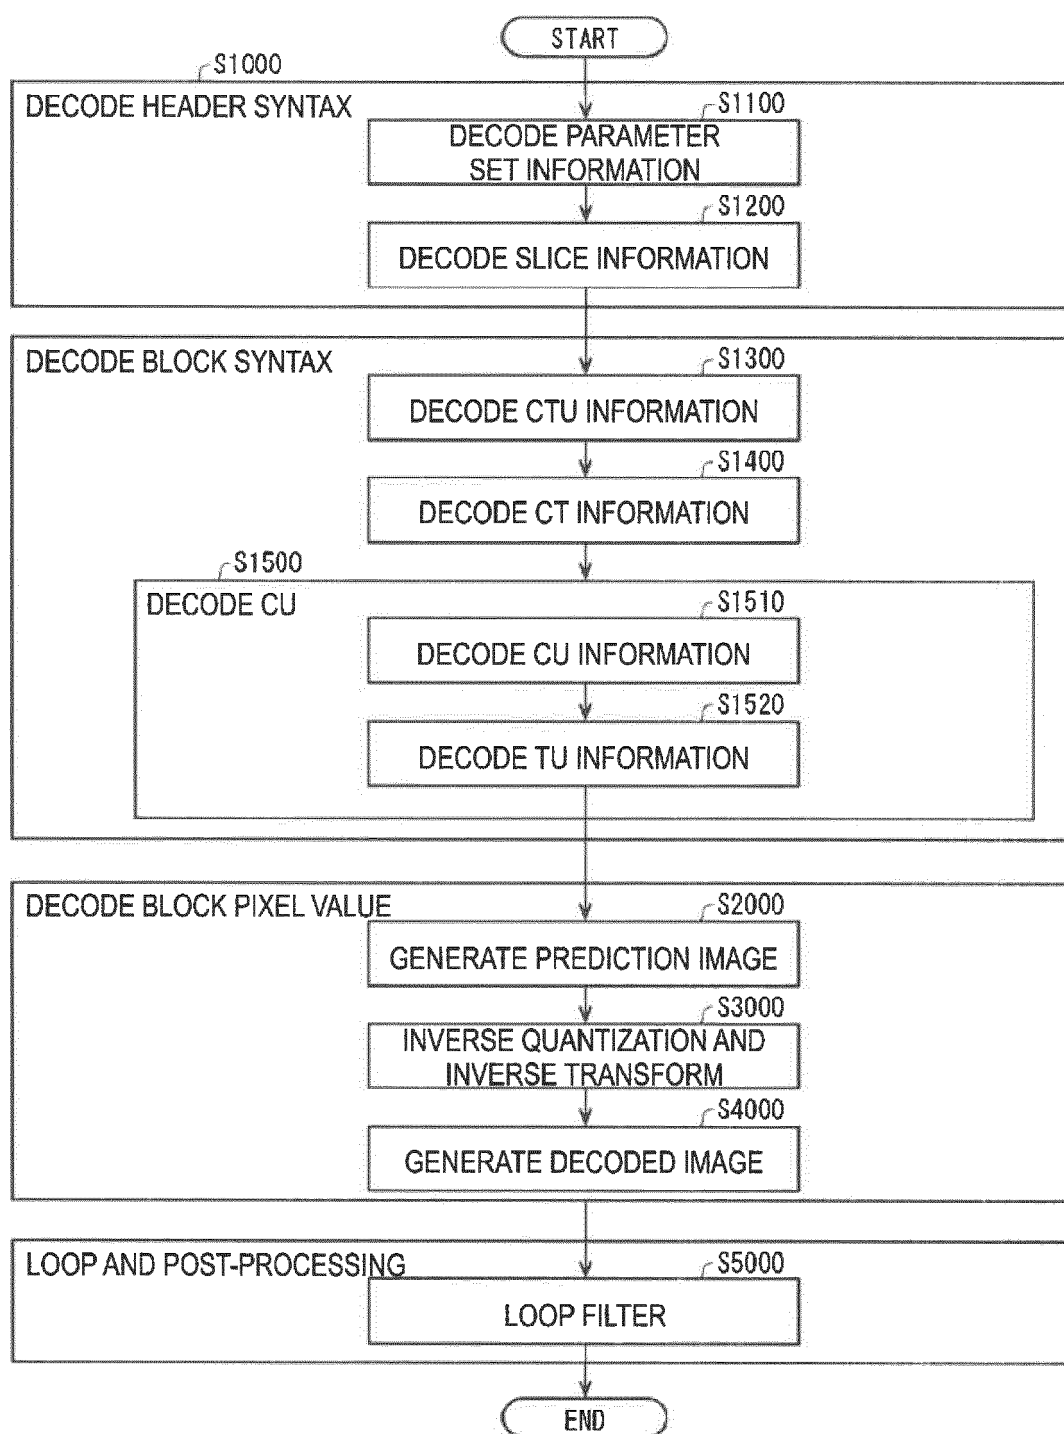 START
S1000
DECODE HEADER SYNTAX
S1100
DECODE PARAMETER
SET INFORMATION
S1200
DECODE SLICE INFORMATION
DECODE BLOCK SYNTAX
S1300
DECODE CTU INFORMATION
S1400
DECODE CT INFORMATION
S1500
DECODE CU
S1510
DECODE CU INFORMATION
S1520
DECODE TU INFORMATION
DECODE BLOCK PIXEL VALUE
S2000
GENERATE PREDICTION IMAGE
S3000
INVERSE QUANTIZATION AND
INVERSE TRANSFORM
S4000
GENERATE DECODED IMAGE
LOOP AND POST-PROCESSING
S5000
LOOP FILTER
END